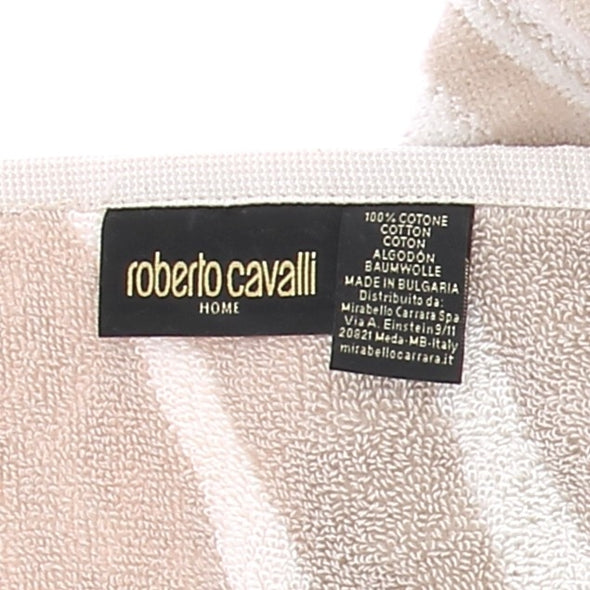 roberto cavalli
HOME
100% COTONE
COTTON
COTON
ALGODÓN
BAUMWOLLE
MADE IN BULGARIA
Distribuito da:
Mirabello Carrara Spa
Via A. Einstein 9/11
20821 Meda-MB-Italy
mirabellocarrara.it